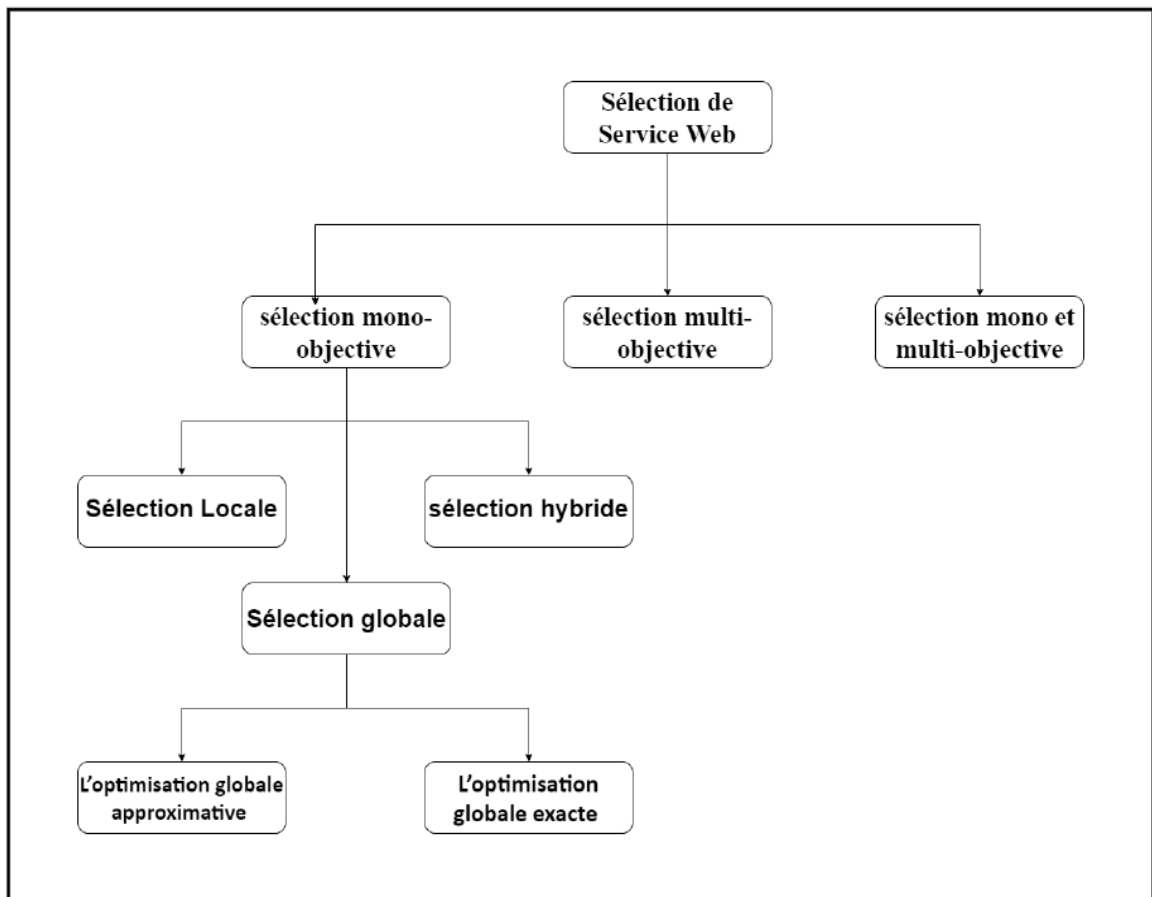 Sélection de
Service Web
sélection mono-
objective
sélection multi-
objective
sélection mono et
multi-objective
Sélection Locale
sélection hybride
Sélection globale
L'optimisation globale
approximative
L'optimisation
globale exacte